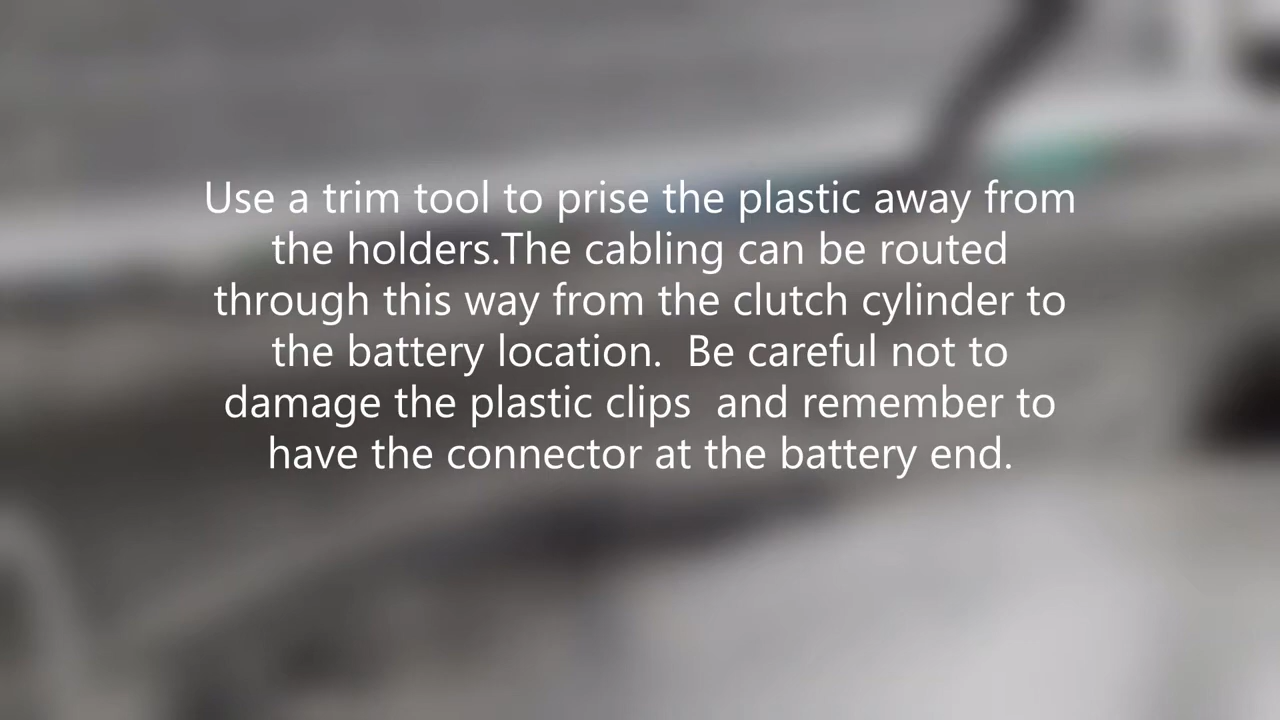 Use a trim tool to prise the plastic away from
the holders.The cabling can be routed
through this way from the clutch cylinder to
the battery location.  Be careful not to
damage the plastic clips  and remember to
have the connector at the battery end.